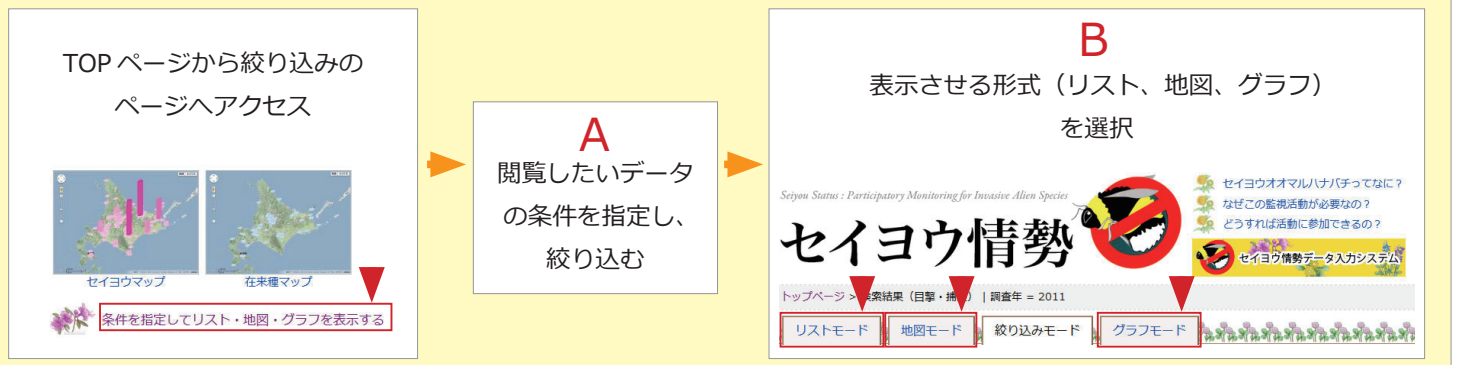 TOP ページから絞り込みの
ページへアクセス
セイヨウマップ
在来種マップ
条件を指定してリスト・地図・グラフを表示する
A
閲覧したいデータ
の条件を指定し、
絞り込む
B
表示させる形式（リスト、地図、グラフ）
を選択
Seiyou Status : Participatory Monitoring for Invasive Alien Species
セイヨウ情勢
セイヨウオオマルハナバチってなに？
なぜこの監視活動が必要なの？
どうすれば活動に参加できるの？
セイヨウ情勢データ入力システム
トップページ > 検索結果（目撃・捕 ） | 調査年 = 2011
リストモード
地図モード
絞り込みモード
グラフモード